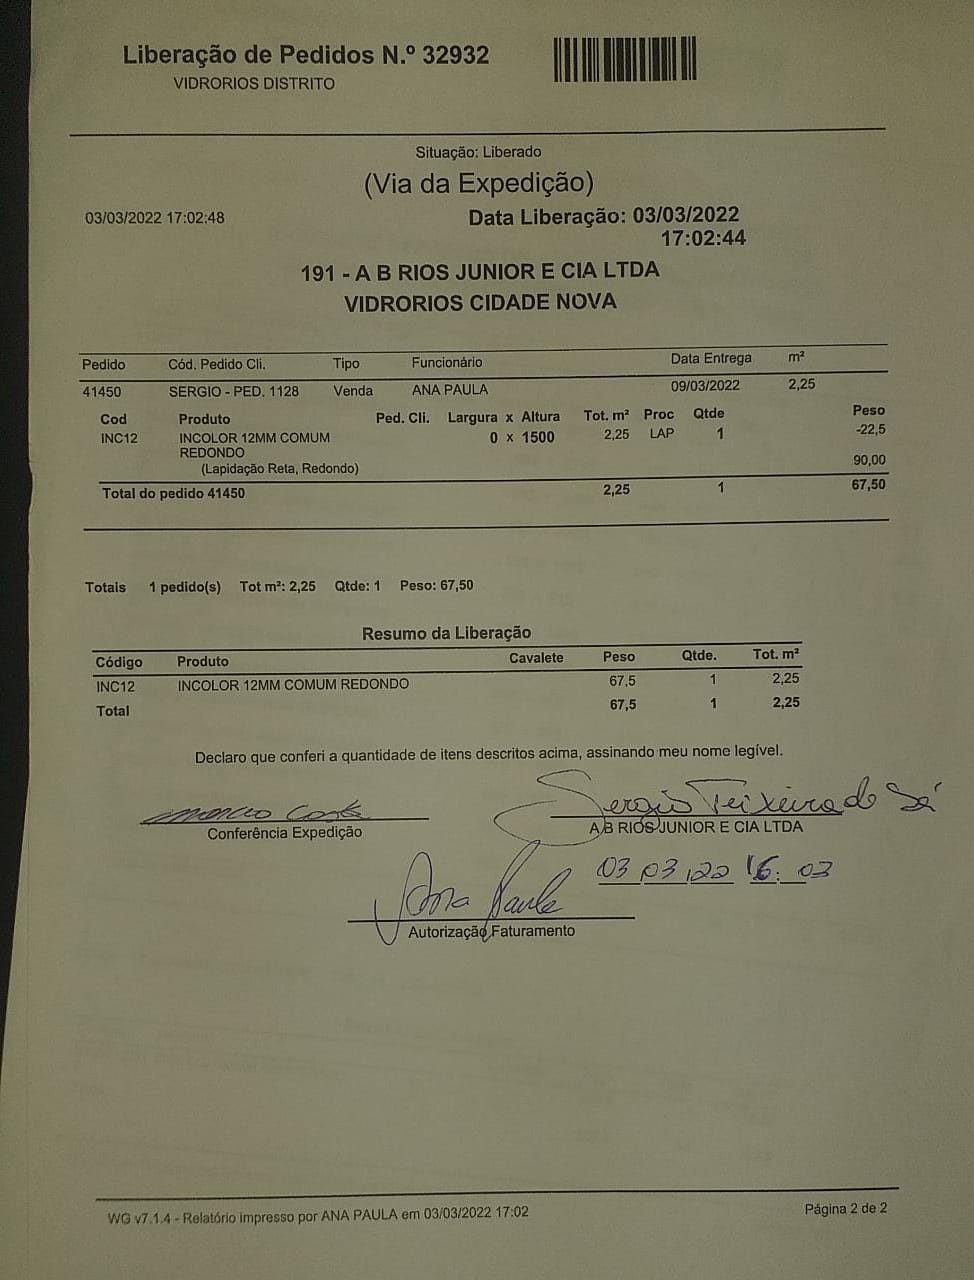 Liberação de Pedidos N.º 32932
VIDRORIOS DISTRITO
Situação: Liberado
(Via da Expedição)
03/03/2022 17:02:48 Data Liberação: 03/03/2022
17:02:44
191 - A B RIOS JUNIOR E CIA LTDA
VIDRORIOS CIDADE NOVA
Pedido Cód. Pedido Cli. Tipo Funcionário Data Entrega m²
41450 SERGIO - PED. 1128 Venda ANA PAULA 09/03/2022 2,25
Cod Produto Ped. Cli. Largura x Altura Tot. m² Proc Qtde Peso
INC12 INCOLOR 12MM COMUM 0 x 1500 2,25 LAP 1 -22,5
REDONDO
(Lapidação Reta, Redondo) 90,00
Total do pedido 41450 2,25 1 67,50
Totais 1 pedido(s) Tot m²: 2,25 Qtde: 1 Peso: 67,50
Resumo da Liberação
Código Produto Cavalete Peso Qtde. Tot. m²
INC12 INCOLOR 12MM COMUM REDONDO 67,5 1 2,25
Total 67,5 1 2,25
Declaro que conferi a quantidade de itens descritos acima, assinando meu nome legível.
Sergio Teixeira de Sá
Conferência Expedição A B RIOS JUNIOR E CIA LTDA
03 03 22 16:03
Ana Paula
Autorização Faturamento
WG v7.1.4 - Relatório impresso por ANA PAULA em 03/03/2022 17:02 Página 2 de 2